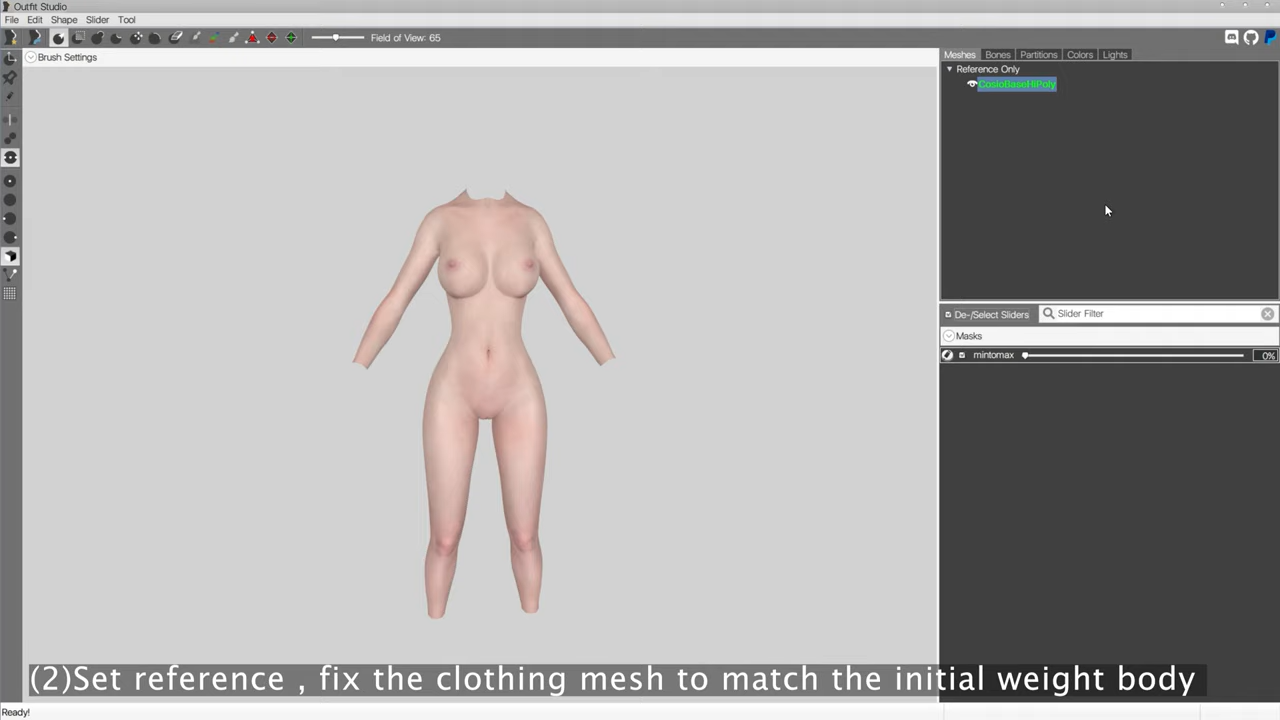 Outfit Studio
File Edit Shape Slider Tool
Field of View: 65
Brush Settings
Meshes Bones Partitions Colors Lights
Reference Only
CosioBaseHiPoly
De-/Select Sliders Slider Filter
Masks
mintomax 0%
(2)Set reference , fix the clothing mesh to match the initial weight body
Ready!